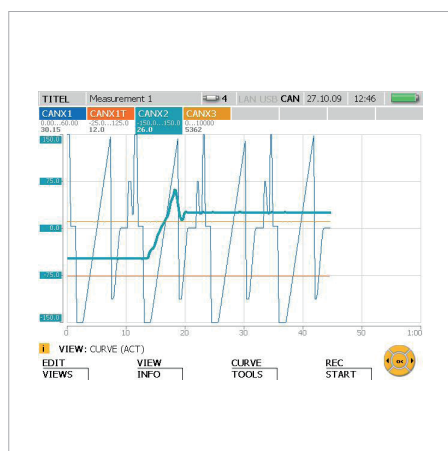 TITEL Measurement 1 4 LAN USB CAN 27.10.09 12:46
CANX1 CANX1T CANX2 CANX3
0.00...60.00 -25.0...125.0 -150.0...150.0 0...10000
30.15 12.0 26.0 5362
150.0
75.0
0.0
-75.0
-150.0
0 10 20 30 40 50 1:00
i VIEW: CURVE (ACT)
EDIT VIEW CURVE REC
VIEWS INFO TOOLS START
OK